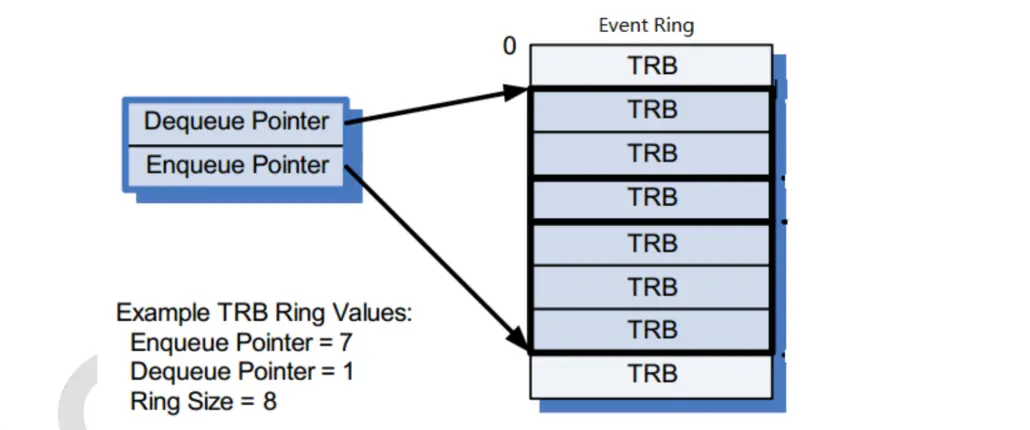 Event Ring
0
TRB
Dequeue Pointer
TRB
Enqueue Pointer
TRB
TRB
TRB
TRB
TRB
TRB
Example TRB Ring Values:
Enqueue Pointer = 7
Dequeue Pointer = 1
Ring Size = 8